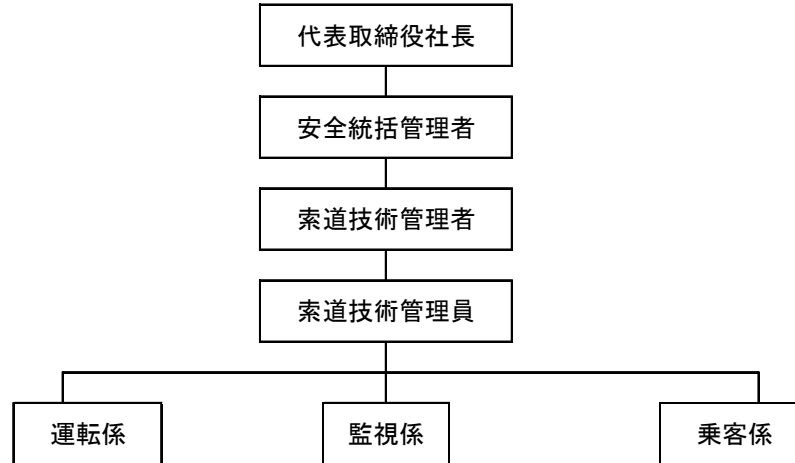 代表取締役社長
安全統括管理者
索道技術管理者
索道技術管理員
運転係
監視係
乗客係